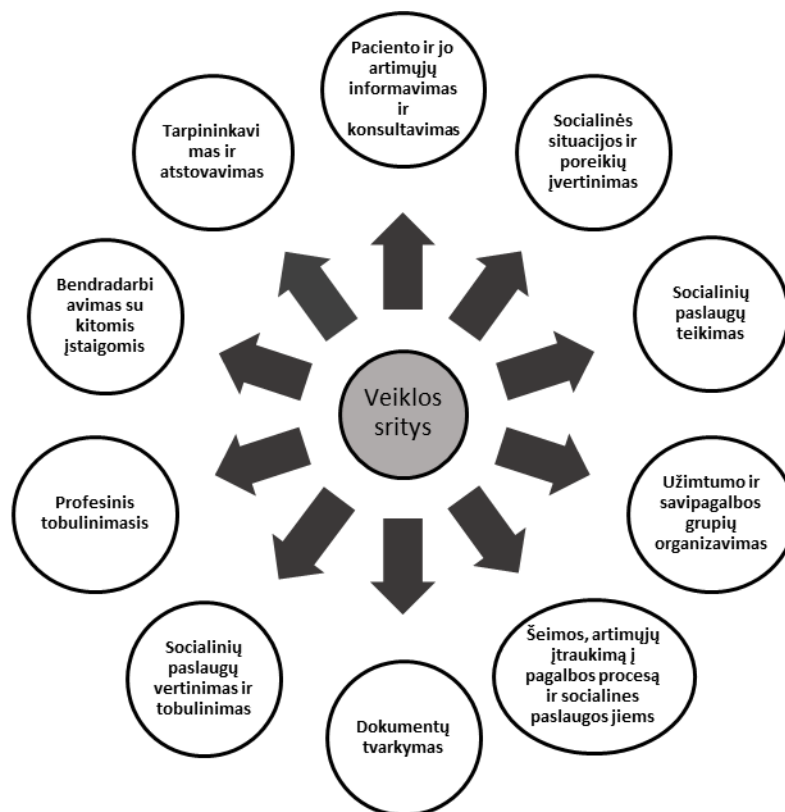 Paciento ir jo
artimųjų
informavimas
ir
konsultavimas
Socialinės
situacijos ir
poreikių
įvertinimas
Socialinių
paslaugų
teikimas
Užimtumo ir
savipagalbos
grupių
organizavimas
Šeimos, artimųjų
įtraukimą į
pagalbos procesą
ir socialines
paslaugos jiems
Dokumentų
tvarkymas
Socialinių
paslaugų
vertinimas ir
tobulinimas
Profesinis
tobulinimasis
Bendradarbi
avimas su
kitomis
įstaigomis
Tarpininkavi
mas ir
atstovavimas
Veiklos
sritys